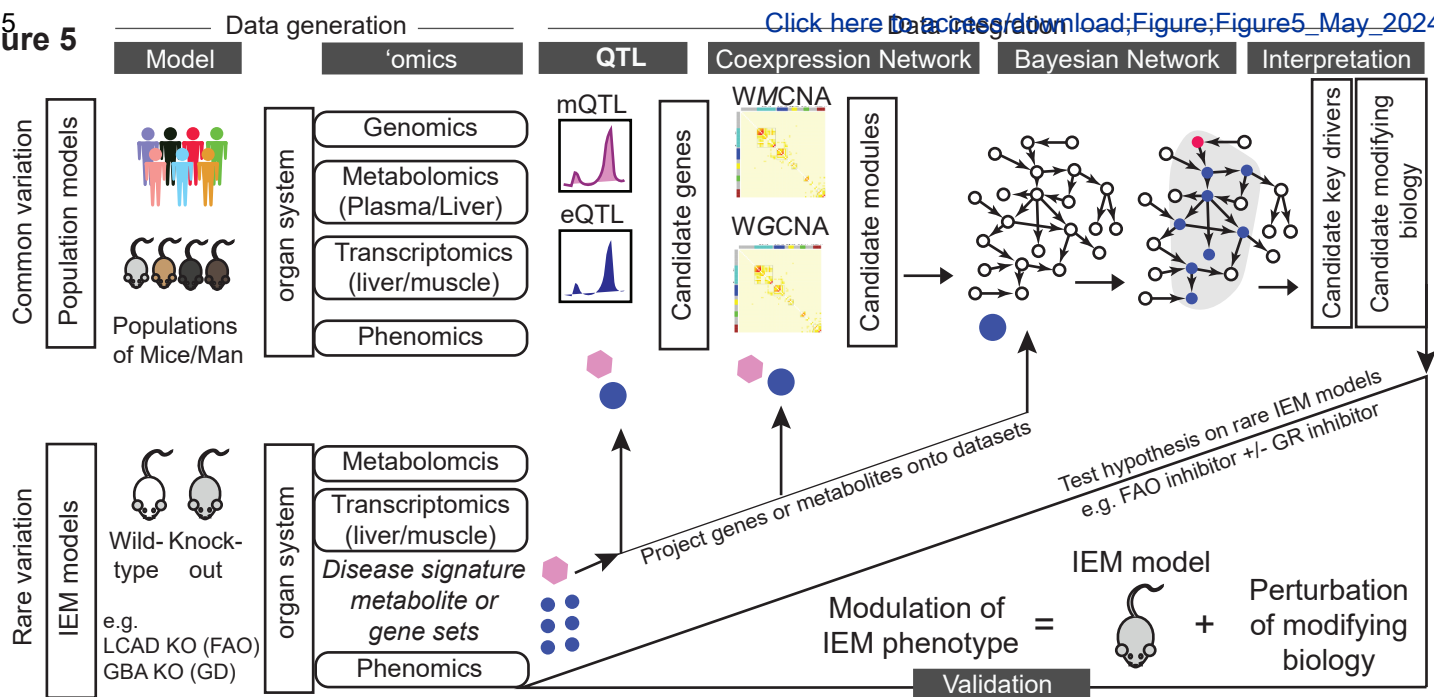 5
ure 5
Data generation
Data integration
Click here to access/download;Figure;Figure5_May_2024
Model
'omics
QTL
Coexpression Network
Bayesian Network
Interpretation
Common variation
Population models
Populations
of Mice/Man
organ system
Genomics
Metabolomics
(Plasma/Liver)
Transcriptomics
(liver/muscle)
Phenomics
mQTL
eQTL
Candidate genes
WMCNA
WGCNA
Candidate modules
Candidate key drivers
Candidate modifying
biology
Rare variation
IEM models
Wild-
type
Knock-
out
e.g.
LCAD KO (FAO)
GBA KO (GD)
organ system
Metabolomcis
Transcriptomics
(liver/muscle)
Disease signature
metabolite or
gene sets
Phenomics
Project genes or metabolites onto datasets
Test hypothesis on rare IEM models
e.g. FAO inhibitor +/- GR inhibitor
Modulation of
IEM phenotype
=
IEM model
+
Perturbation
of modifying
biology
Validation